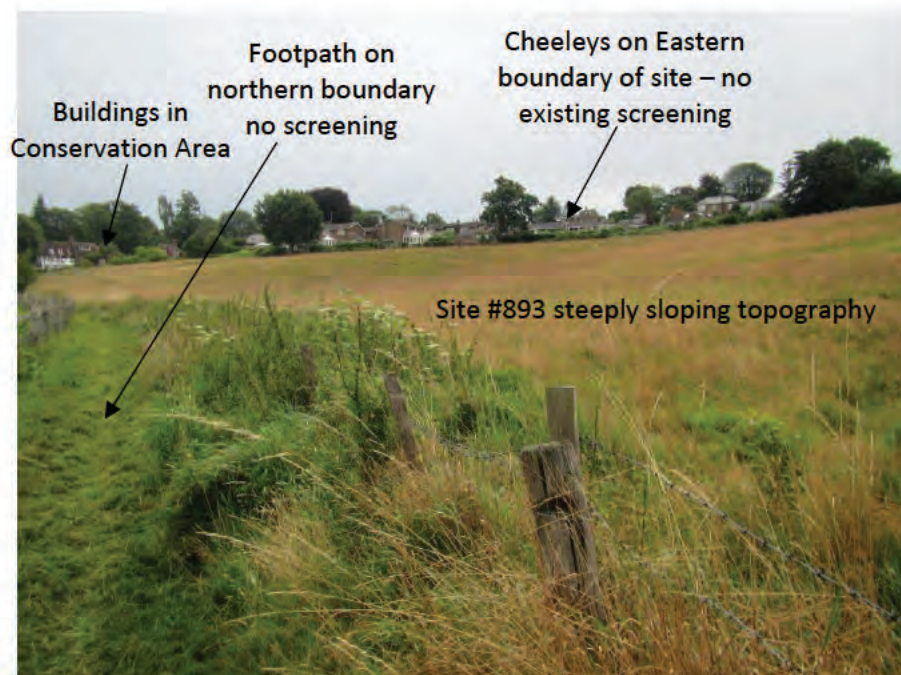 Buildings in
Conservation Area
Footpath on
northern boundary
no screening
Cheeleys on Eastern
boundary of site – no
existing screening
Site #893 steeply sloping topography